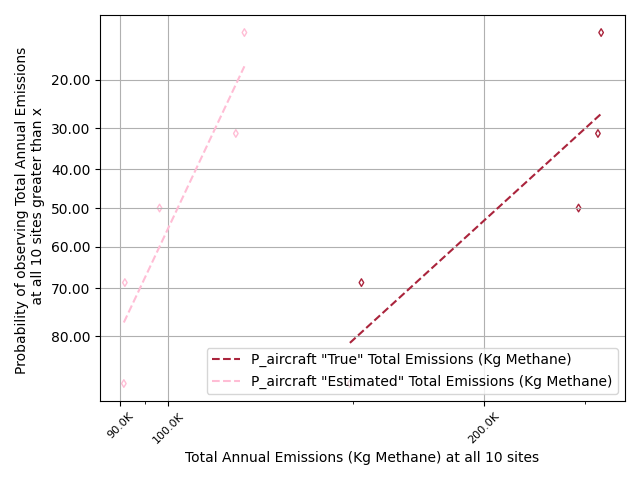 Probability of observing Total Annual Emissions
at all 10 sites greater than x
20.00
30.00
40.00
50.00
60.00
70.00
80.00
P_aircraft "True" Total Emissions (Kg Methane)
P_aircraft "Estimated" Total Emissions (Kg Methane)
90.0K
100.0K
200.0K
Total Annual Emissions (Kg Methane) at all 10 sites